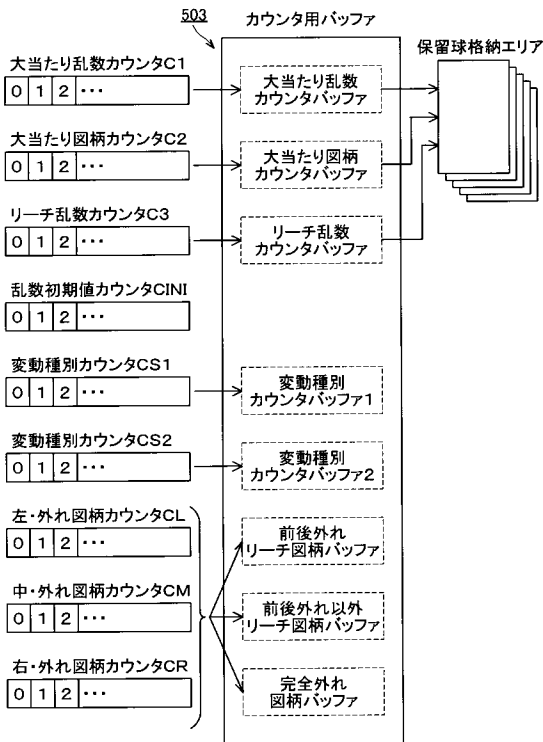 503
カウンタ用バッファ
保留球格納エリア
大当たり乱数カウンタC1
0 1 2 ・・・
大当たり乱数
カウンタバッファ
大当たり図柄カウンタC2
0 1 2 ・・・
大当たり図柄
カウンタバッファ
リーチ乱数カウンタC3
0 1 2 ・・・
リーチ乱数
カウンタバッファ
乱数初期値カウンタCINI
0 1 2 ・・・
変動種別カウンタCS1
0 1 2 ・・・
変動種別
カウンタバッファ1
変動種別カウンタCS2
0 1 2 ・・・
変動種別
カウンタバッファ2
左・外れ図柄カウンタCL
0 1 2 ・・・
前後外れ
リーチ図柄バッファ
中・外れ図柄カウンタCM
0 1 2 ・・・
前後外れ以外
リーチ図柄バッファ
右・外れ図柄カウンタCR
0 1 2 ・・・
完全外れ
図柄バッファ